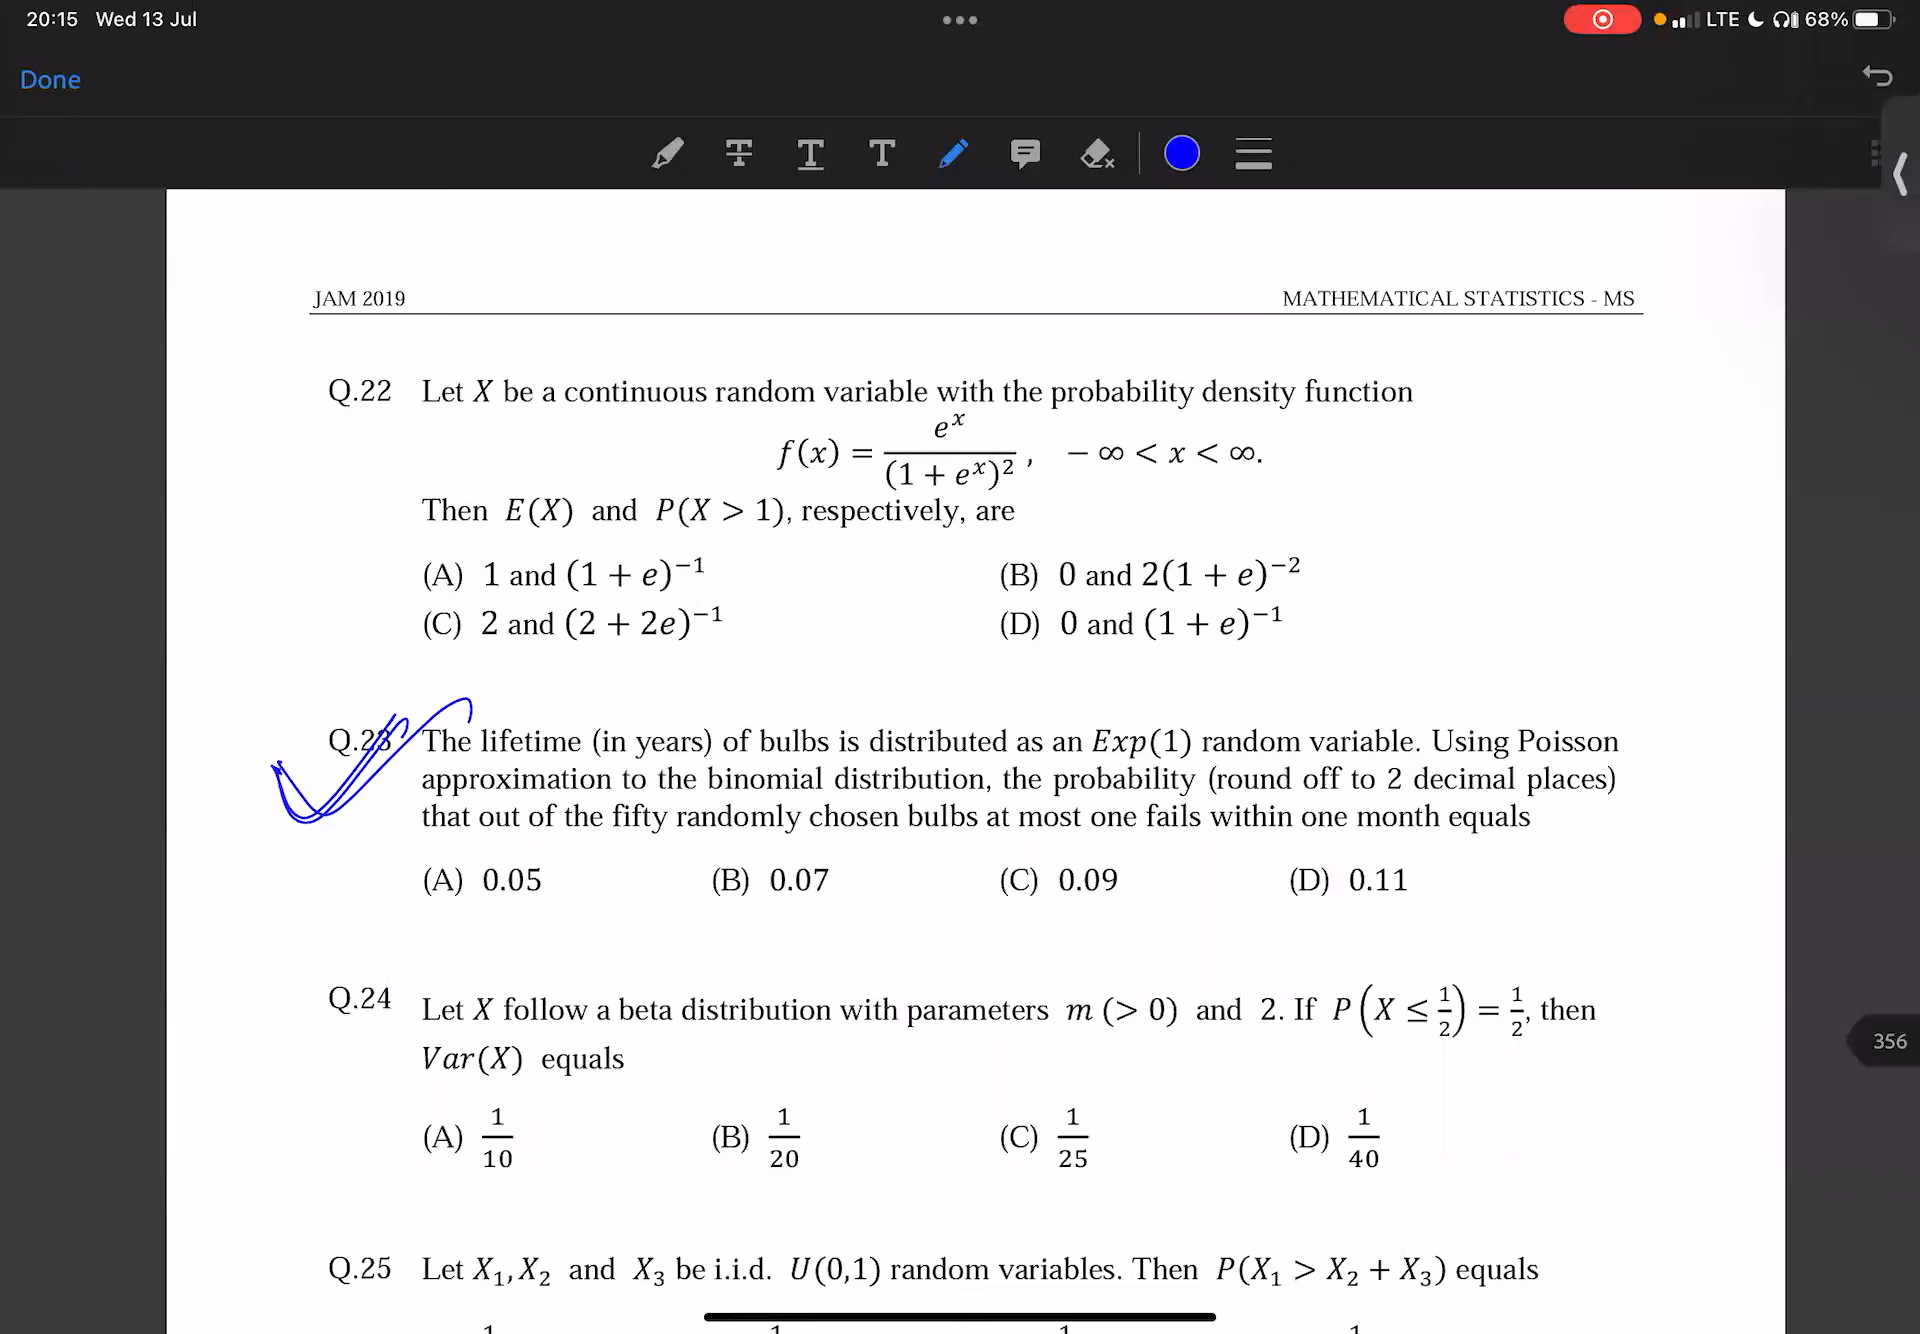 20:15 Wed 13 Jul
LTE 68%
Done
JAM 2019 MATHEMATICAL STATISTICS - MS
Q.22 Let X be a continuous random variable with the probability density function
f(x) = e^x / (1 + e^x)^2 , − ∞ < x < ∞.
Then E(X) and P(X > 1), respectively, are
(A) 1 and (1 + e)^−1 (B) 0 and 2(1 + e)^−2
(C) 2 and (2 + 2e)^−1 (D) 0 and (1 + e)^−1
Q.23 The lifetime (in years) of bulbs is distributed as an Exp(1) random variable. Using Poisson
approximation to the binomial distribution, the probability (round off to 2 decimal places)
that out of the fifty randomly chosen bulbs at most one fails within one month equals
(A) 0.05 (B) 0.07 (C) 0.09 (D) 0.11
Q.24 Let X follow a beta distribution with parameters m (> 0) and 2. If P(X ≤ 1/2) = 1/2, then
Var(X) equals
(A) 1/10 (B) 1/20 (C) 1/25 (D) 1/40
356
Q.25 Let X₁, X₂ and X₃ be i.i.d. U(0,1) random variables. Then P(X₁ > X₂ + X₃) equals
1 1 1 1